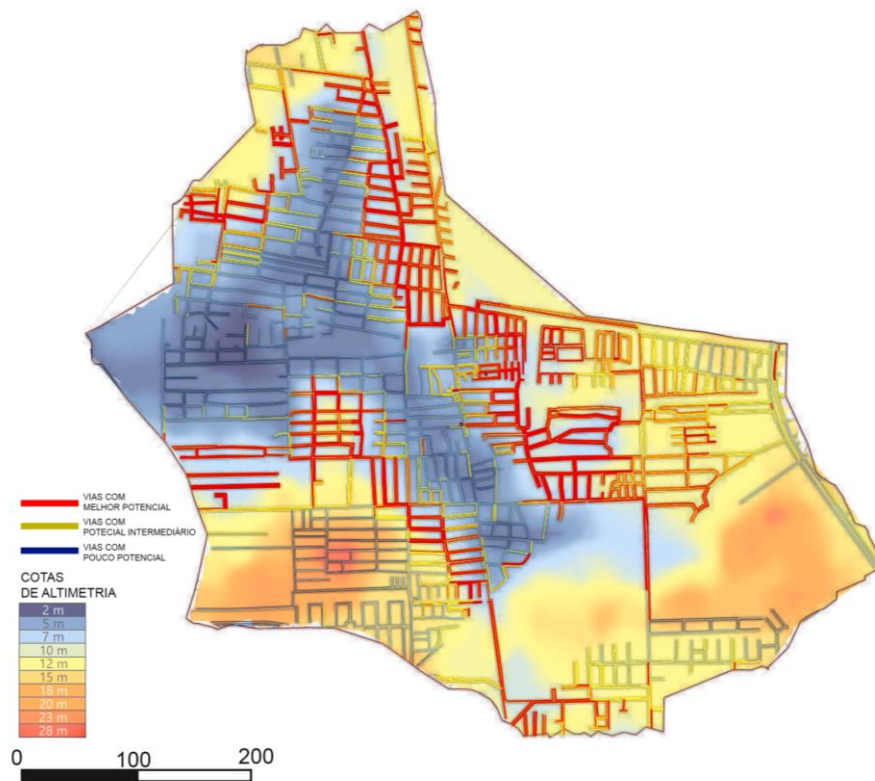 VIAS COM
MELHOR POTENCIAL
VIAS COM
POTECIAL INTERMEDIÁRIO
VIAS COM
POUCO POTENCIAL
COTAS
DE ALTIMETRIA
2 m
5 m
7 m
10 m
12 m
15 m
18 m
20 m
23 m
28 m
0 100 200